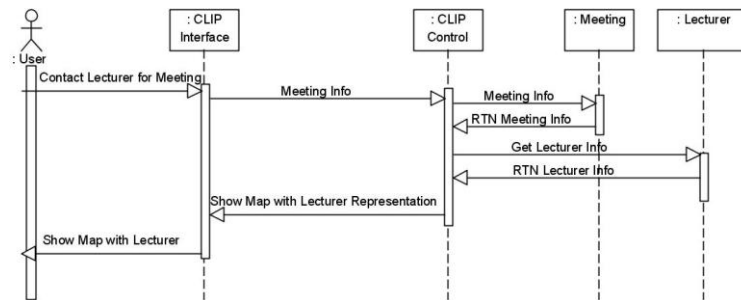 : CLIP
Interface
: CLIP
Control
: Meeting
: Lecturer
: User
Contact Lecturer for Meeting
Meeting Info
Meeting Info
RTN Meeting Info
Get Lecturer Info
RTN Lecturer Info
Show Map with Lecturer Representation
Show Map with Lecturer